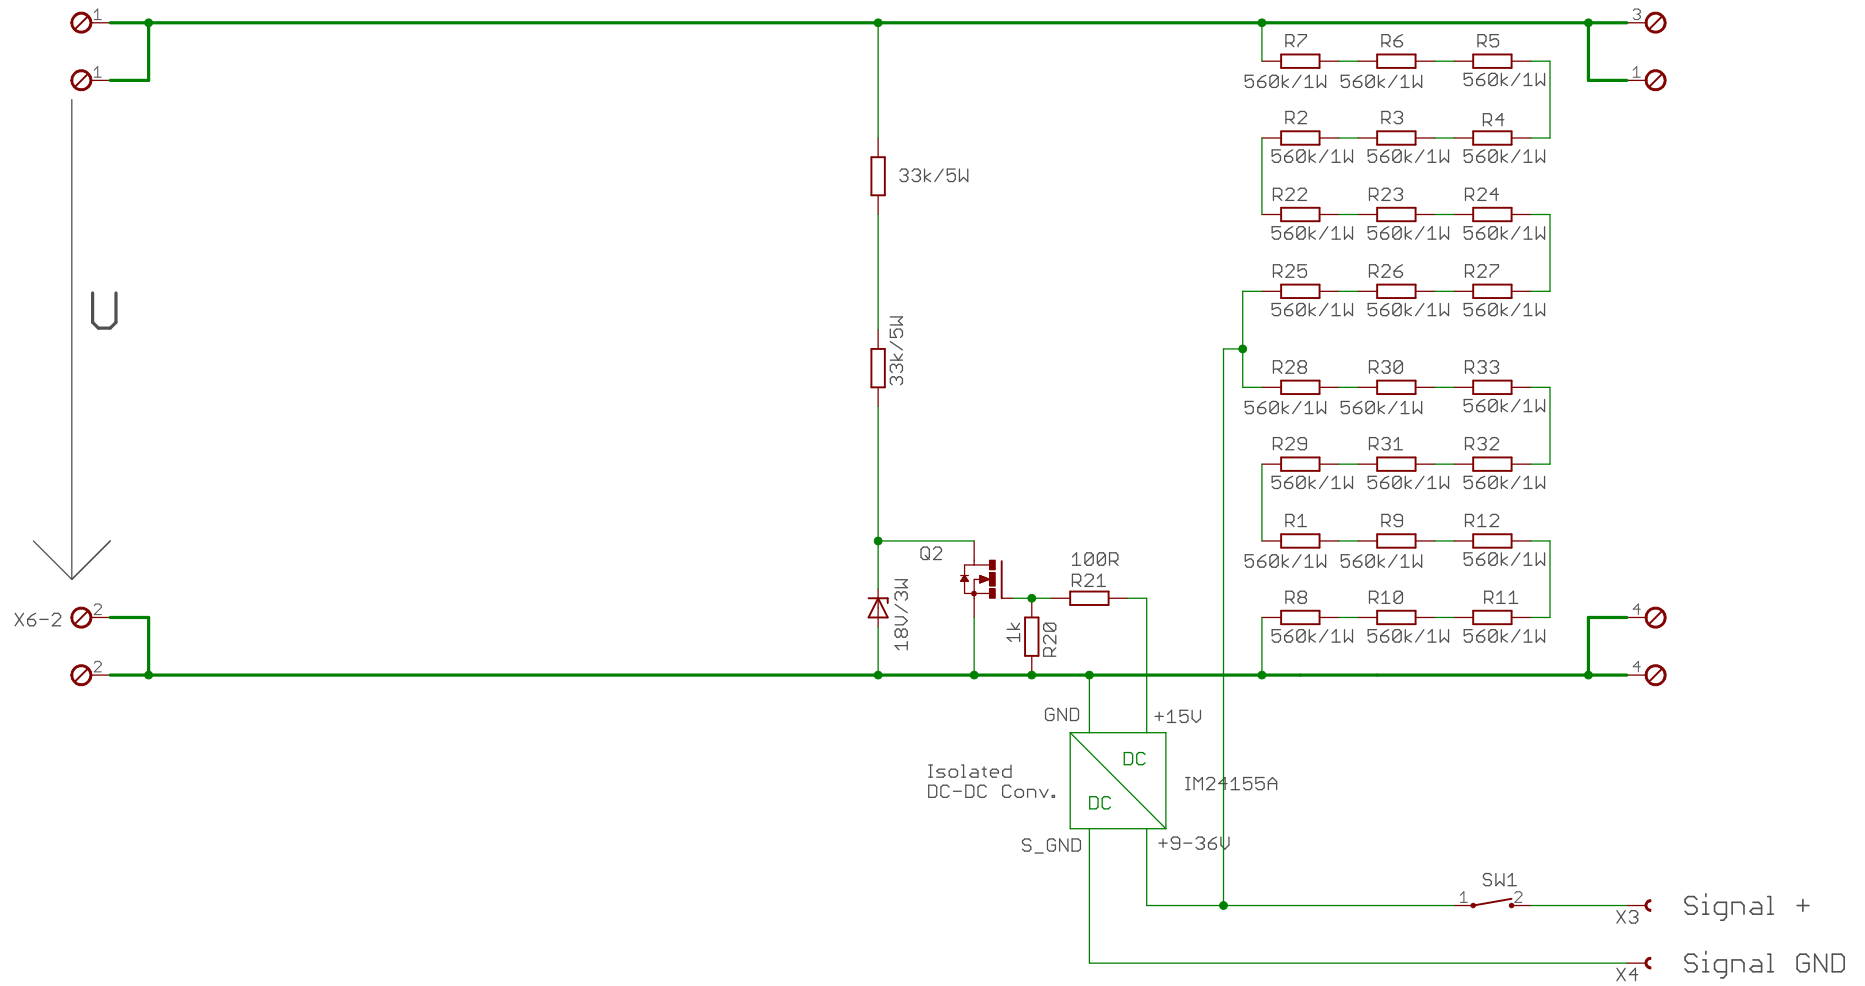 1
3
R7 R6 R5
1
1
560k/1W 560k/1W 560k/1W
R2 R3 R4
560k/1W 560k/1W 560k/1W
33k/5W
R22 R23 R24
560k/1W 560k/1W 560k/1W
R25 R26 R27
560k/1W 560k/1W 560k/1W
U
33k/5W
R28 R30 R33
560k/1W 560k/1W 560k/1W
R29 R31 R32
560k/1W 560k/1W 560k/1W
R1 R9 R12
560k/1W 560k/1W 560k/1W
Q2
100R
R21
18V/3W
1k
R20
R8 R10 R11
560k/1W 560k/1W 560k/1W
X6-2
2
4
2
4
GND
+15V
DC
DC
Isolated
DC-DC Conv.
IM24155A
S_GND
+9-36V
SW1
1 2
X3
Signal +
X4
Signal GND